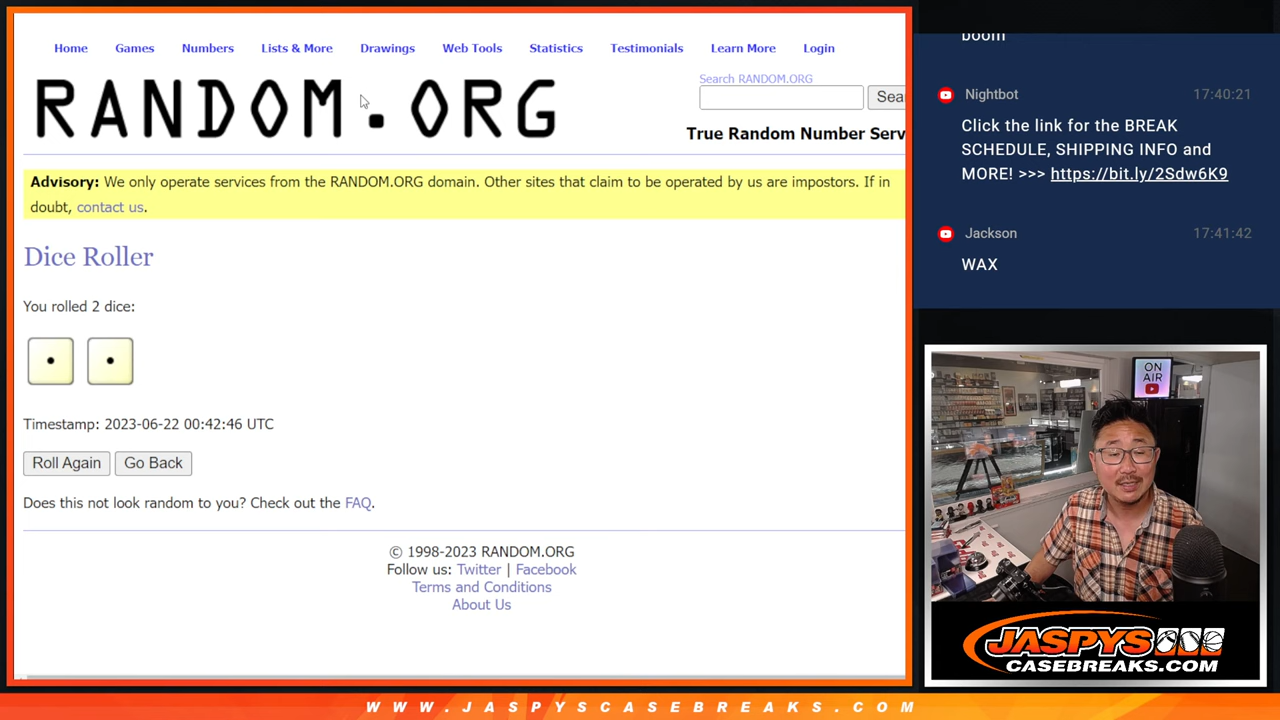 Home Games Numbers Lists & More Drawings Web Tools Statistics Testimonials Learn More Login
RANDOM.ORG
Search RANDOM.ORG
Sea
True Random Number Serv
Advisory: We only operate services from the RANDOM.ORG domain. Other sites that claim to be operated by us are impostors. If in
doubt, contact us.
Dice Roller
You rolled 2 dice:
Timestamp: 2023-06-22 00:42:46 UTC
Roll Again Go Back
Does this not look random to you? Check out the FAQ.
© 1998-2023 RANDOM.ORG
Follow us: Twitter | Facebook
Terms and Conditions
About Us
boom
Nightbot 17:40:21
Click the link for the BREAK
SCHEDULE, SHIPPING INFO and
MORE! >>> https://bit.ly/2Sdw6K9
Jackson 17:41:42
WAX
ON
AIR
JASPYS
CASEBREAKS.COM
WWW.JASPYSCASEBREAKS.COM